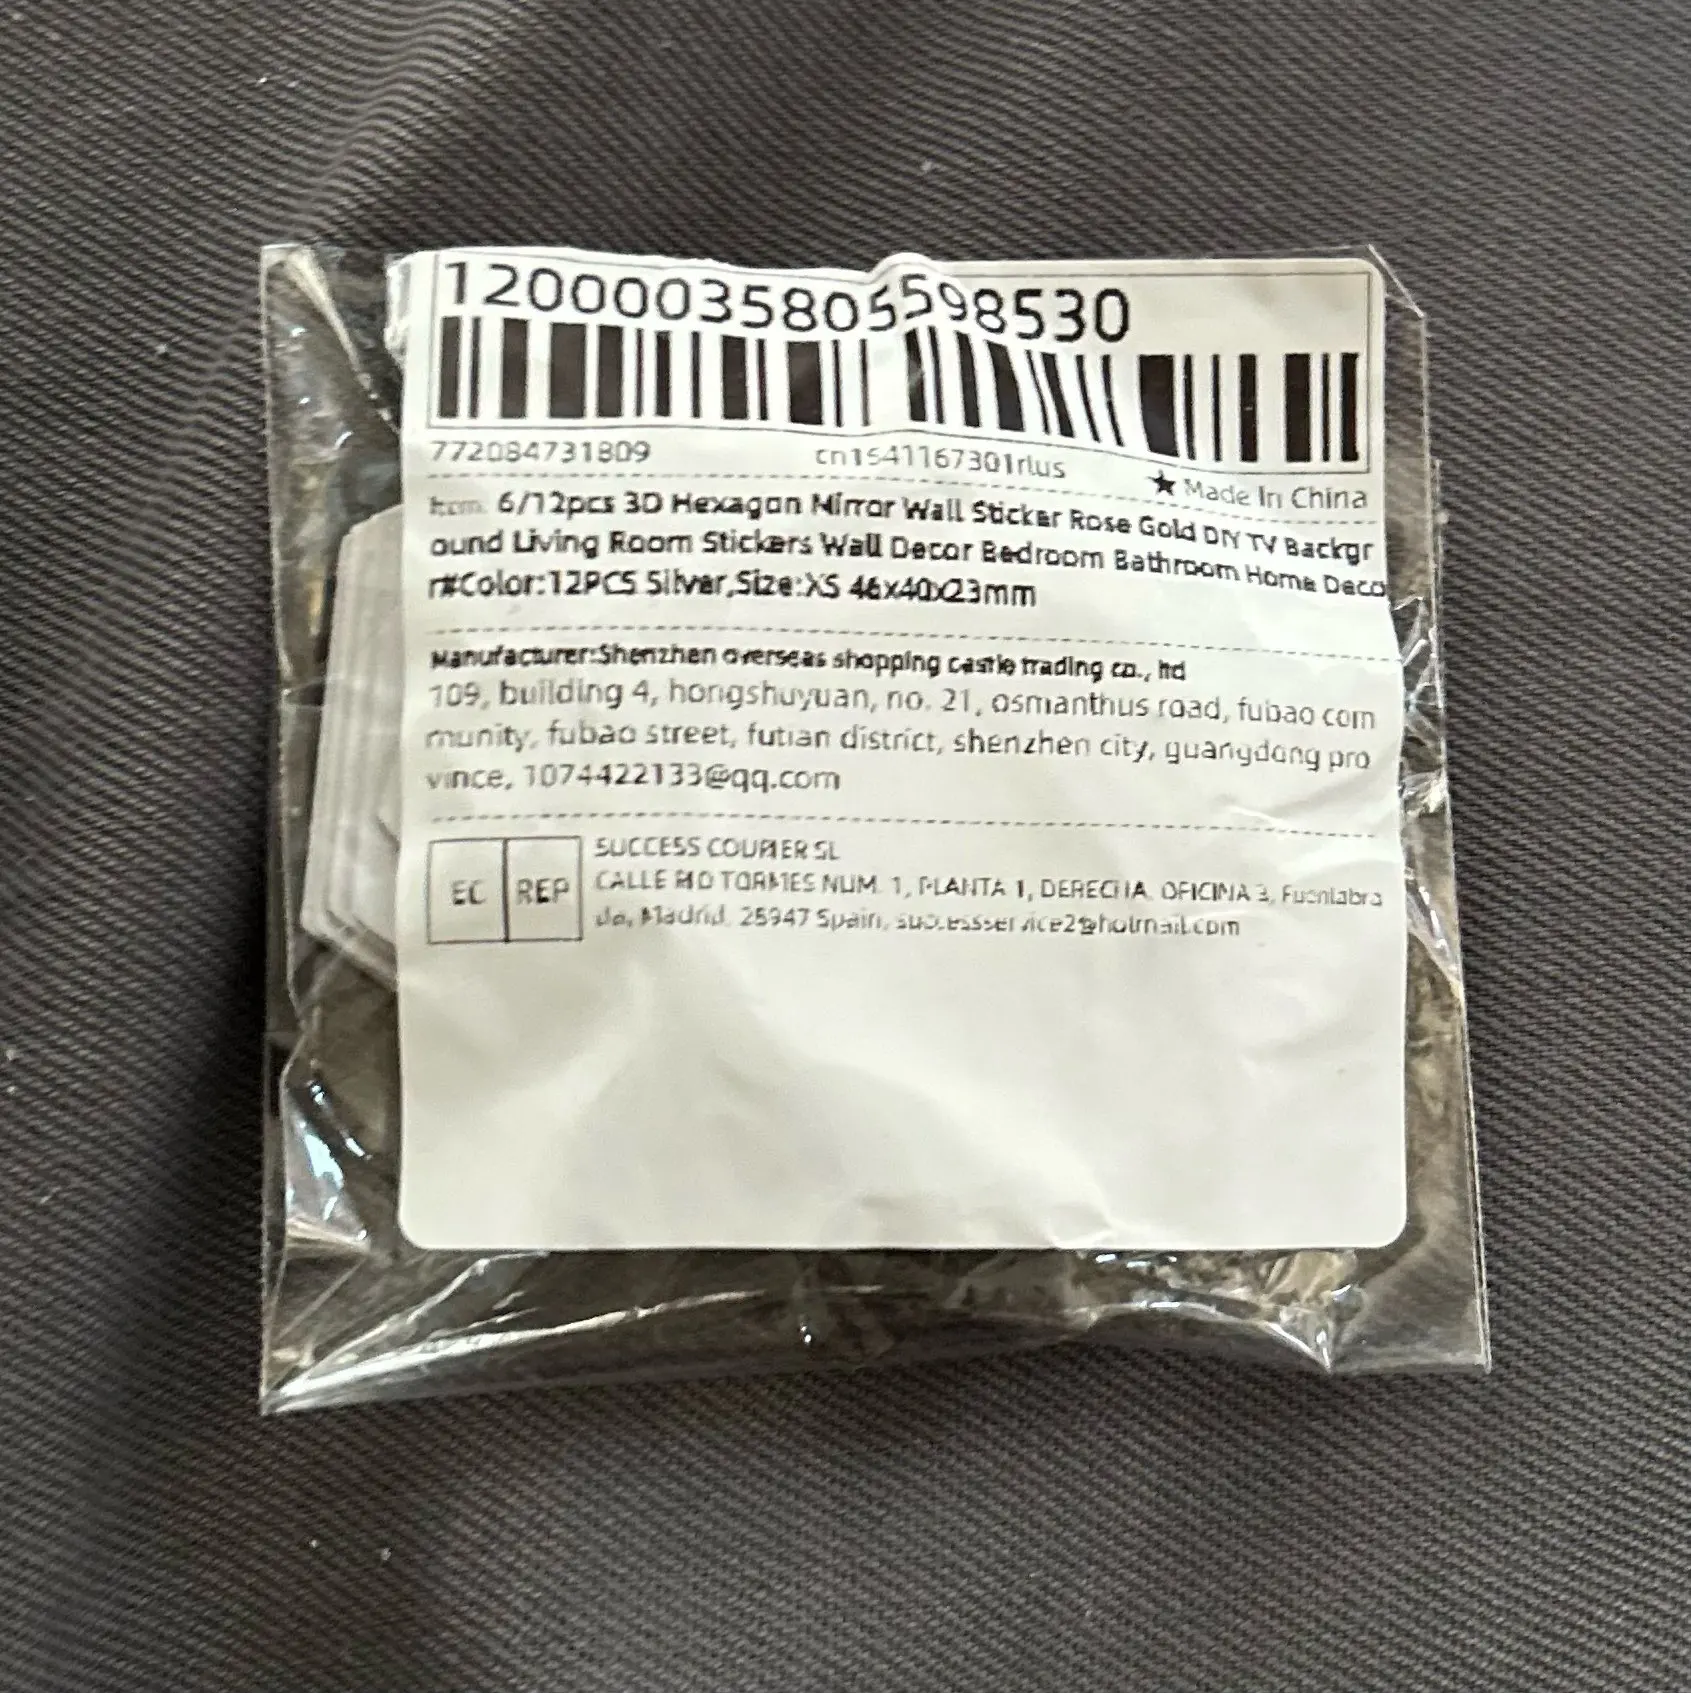 12000035805598530
772084731809 cn1541167301rlus ★ Made In China
Item: 6/12pcs 3D Hexagon Mirror Wall Sticker Rose Gold DIY TV Backgr
ound Living Room Stickers Wall Decor Bedroom Bathroom Home Deco
r#Color:12PCS Silver,Size:XS 46x40x23mm
Manufacturer:Shenzhen overseas shopping castle trading co., ltd
109, building 4, hongshuyuan, no. 21, osmanthus road, fubao com
munity, fubao street, futian district, shenzhen city, guangdong pro
vince, 1074422133@qq.com
EC REP
SUCCESS COURIER SL
CALLE RIO TORMES NUM. 1, PLANTA 1, DERECHA, OFICINA 3, Fuenlabra
da, Madrid, 28947 Spain, successservice2@hotmail.com